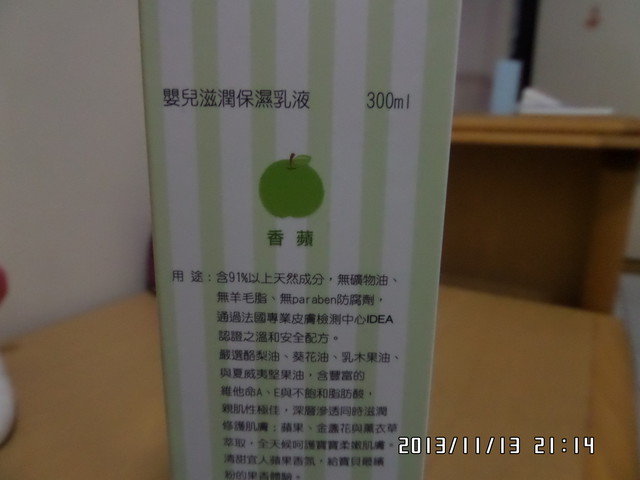 嬰兒滋潤保濕乳液 300ml
香蘋
用 途：含91%以上天然成分，無礦物油、
無羊毛脂、無paraben防腐劑，
通過法國專業皮膚檢測中心IDEA
認證之溫和安全配方。
嚴選酪梨油、葵花油、乳木果油、
與夏威夷堅果油，含豐富的
維他命A、E與不飽和脂肪酸，
親膚性極佳，深層滲透同時滋潤
修護肌膚；蘋果、金盞花與薰衣草
萃取，全天候呵護寶寶柔嫩肌膚。
清甜宜人蘋果香氛，給寶貝繽
紛的果香體驗。
2013/11/13 21:14